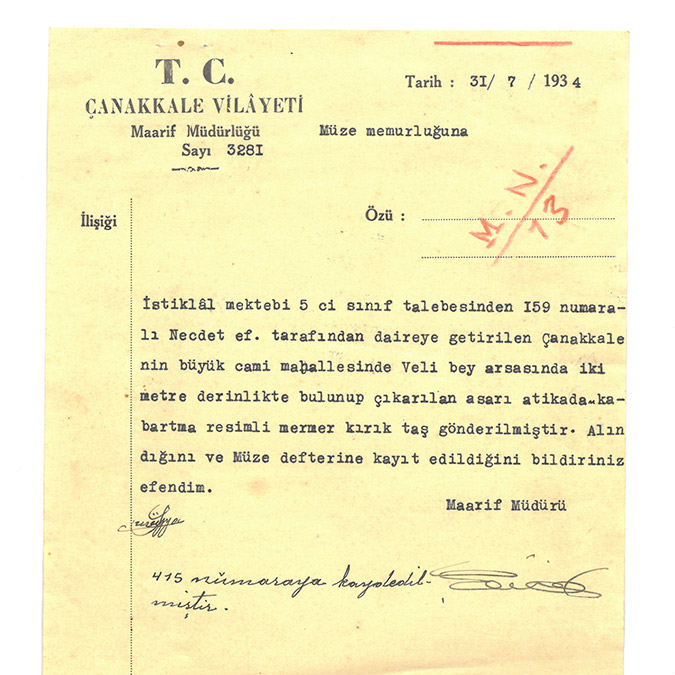 T. C.
ÇANAKKALE VİLÂYETİ
Maarif Müdürlüğü
Sayı 3281
Tarih : 31/ 7 / 1934
Müze memurluğuna
İlişiği
Özü :
M. N.
13
İstiklâl mektebi 5 ci sınıf talebesinden I59 numara-
lı Necdet ef. tarafından daireye getirilen Çanakkale
nin büyük cami mahallesinde Veli bey arsasında iki
metre derinlikte bulunup çıkarılan asarı atikada-ka-
bartma resimli mermer kırık taş gönderilmiştir. Alın
dığını ve Müze defterine kayıt edildiğini bildiriniz
efendim.
Maarif Müdürü
415 nümaraya kaydedil-
miştir.